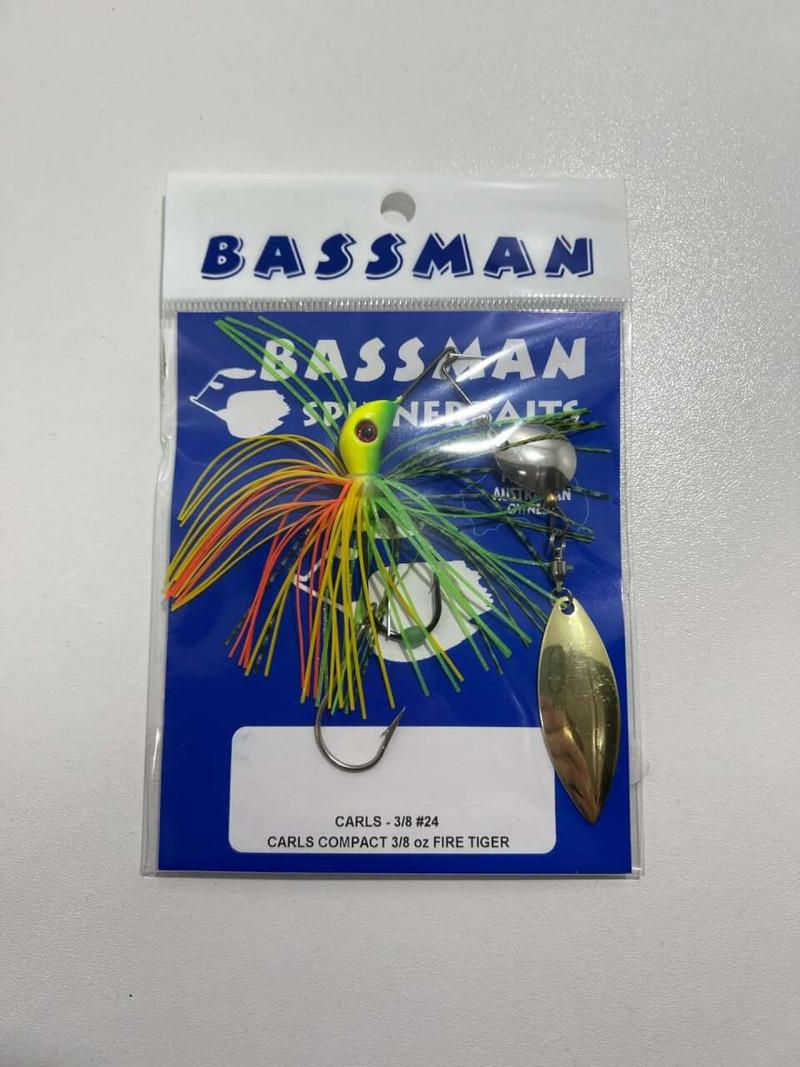 BASSMAN
BASSMAN
SPINNERBAITS
AUSTRALIAN
OWNED
CARLS - 3/8 #24
CARLS COMPACT 3/8 oz FIRE TIGER